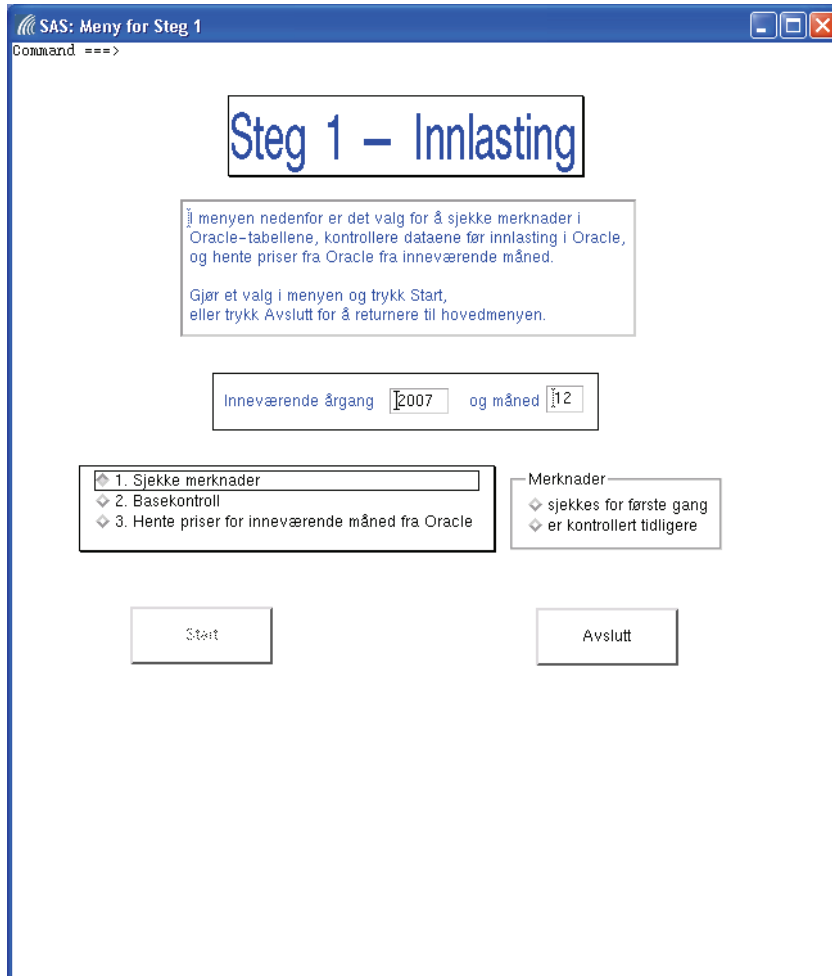 SAS: Meny for Steg 1
Command ===>
Steg 1 – Innlasting
I menyen nedenfor er det valg for å sjekke merknader i
Oracle-tabellene, kontrollere dataene før innlasting i Oracle,
og hente priser fra Oracle fra inneværende måned.
Gjør et valg i menyen og trykk Start,
eller trykk Avslutt for å returnere til hovedmenyen.
Inneværende årgang 2007 og måned 12
1. Sjekke merknader
2. Basekontroll
3. Hente priser for inneværende måned fra Oracle
Merknader
sjekkes for første gang
er kontrollert tidligere
Start
Avslutt